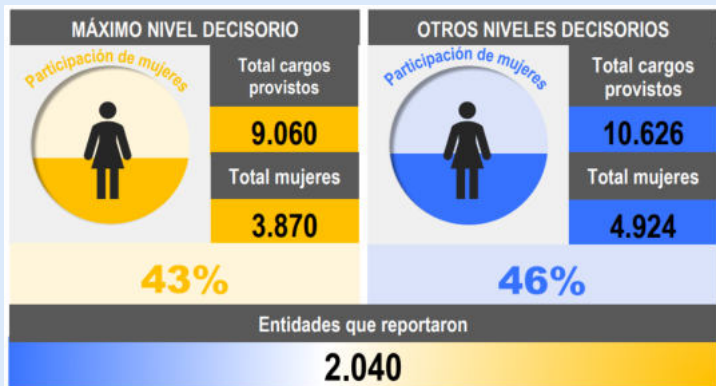 MÁXIMO NIVEL DECISORIO
Participación de mujeres
Total cargos
provistos
9.060
Total mujeres
3.870
43%
OTROS NIVELES DECISORIOS
Participación de mujeres
Total cargos
provistos
10.626
Total mujeres
4.924
46%
Entidades que reportaron
2.040